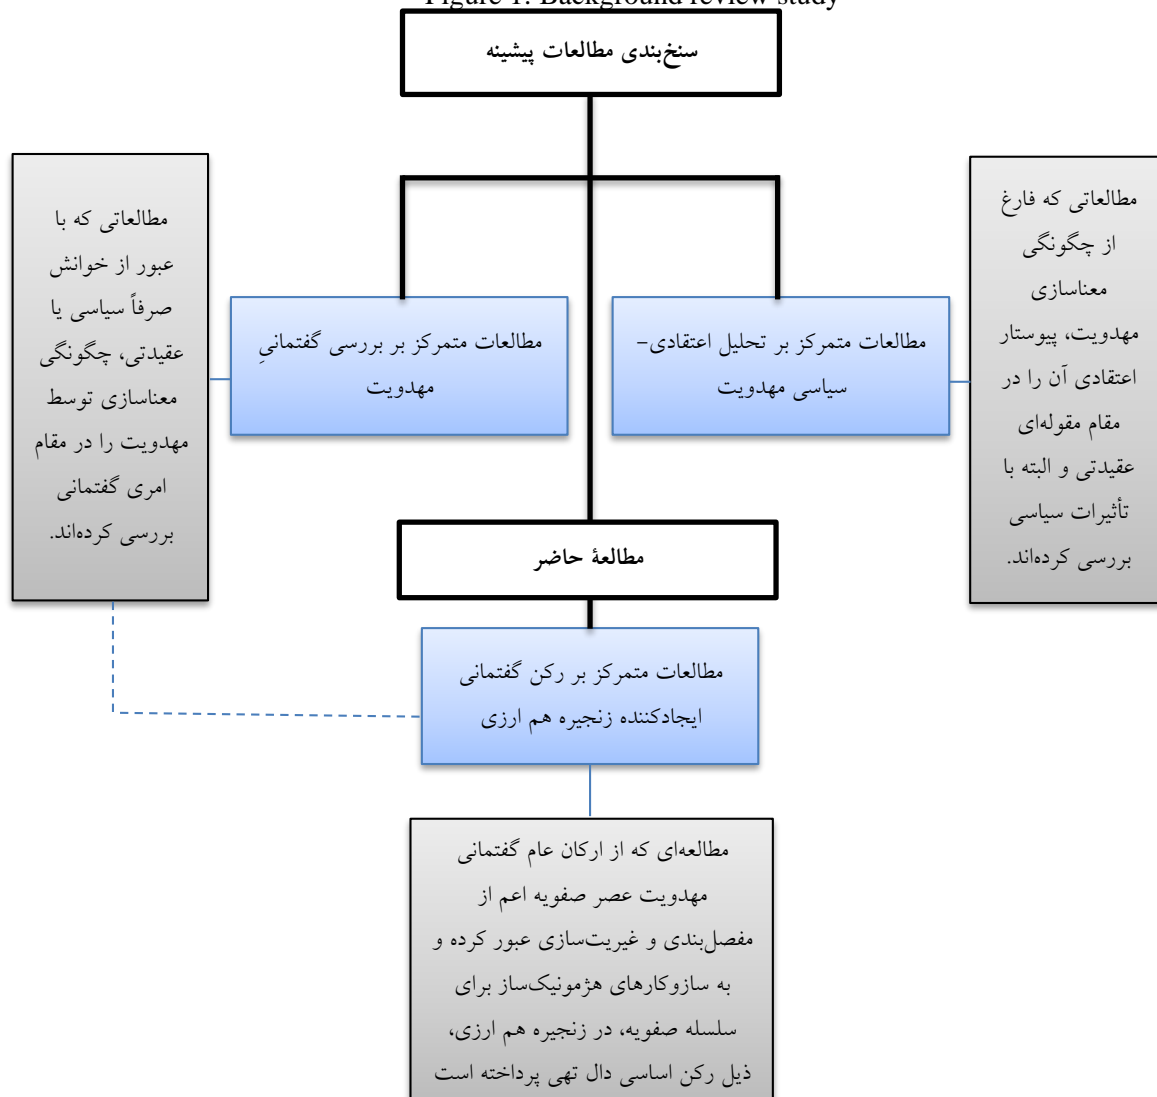 Figure 1. Background review study
سنخ‌بندی مطالعات پیشینه
مطالعاتی که فارغ
از چگونگی
معناسازی
مهدویت، پیوستار
اعتقادی آن را در
مقام مقوله‌ای
عقیدتی و البته با
تأثیرات سیاسی
بررسی کرده‌اند.
مطالعات متمرکز بر تحلیل اعتقادی-
سیاسی مهدویت
مطالعات متمرکز بر بررسی گفتمانیِ
مهدویت
مطالعاتی که با
عبور از خوانش
صرفاً سیاسی یا
عقیدتی، چگونگی
معناسازی توسط
مهدویت را در مقام
امری گفتمانی
بررسی کرده‌اند.
مطالعهٔ حاضر
مطالعات متمرکز بر رکن گفتمانی
ایجادکننده زنجیره هم ارزی
مطالعه‌ای که از ارکان عام گفتمانی
مهدویت عصر صفویه اعم از
مفصل‌بندی و غیریت‌سازی عبور کرده و
به سازوکارهای هژمونیک‌ساز برای
سلسله صفویه، در زنجیره هم ارزی،
ذیل رکن اساسی دال تهی پرداخته است